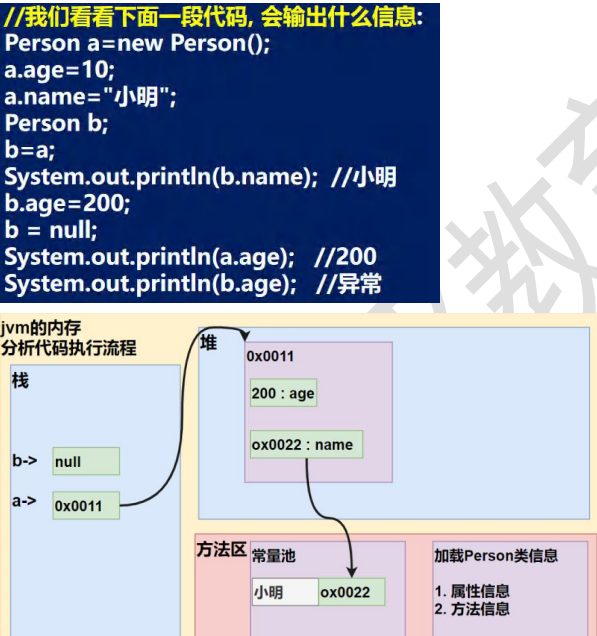 //我们看看下面一段代码, 会输出什么信息:
Person a=new Person();
a.age=10;
a.name="小明";
Person b;
b=a;
System.out.println(b.name); //小明
b.age=200;
b = null;
System.out.println(a.age); //200
System.out.println(b.age); //异常
jvm的内存
分析代码执行流程
栈
b-> null
a-> 0x0011
堆
0x0011
200 : age
ox0022 : name
方法区
常量池
小明 ox0022
加载Person类信息
1. 属性信息
2. 方法信息
教育